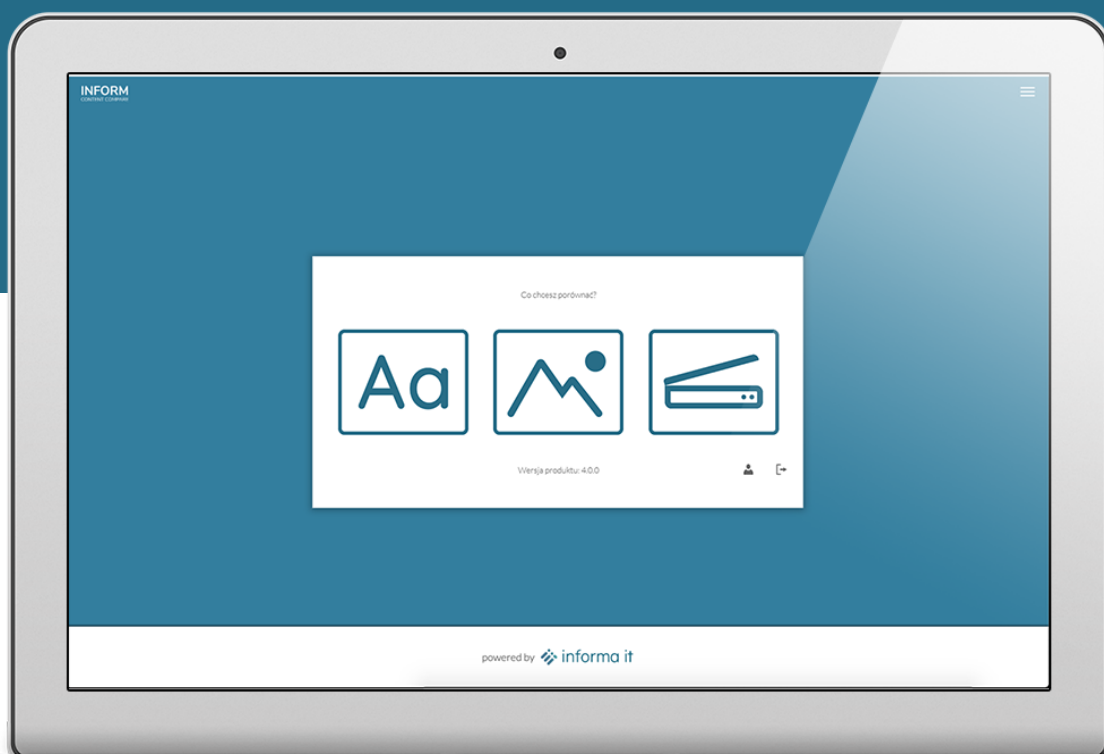 INFORM
CONTENT COMPARE
Co chcesz porównać?
Aa
Wersja produktu: 4.0.0
powered by informa it